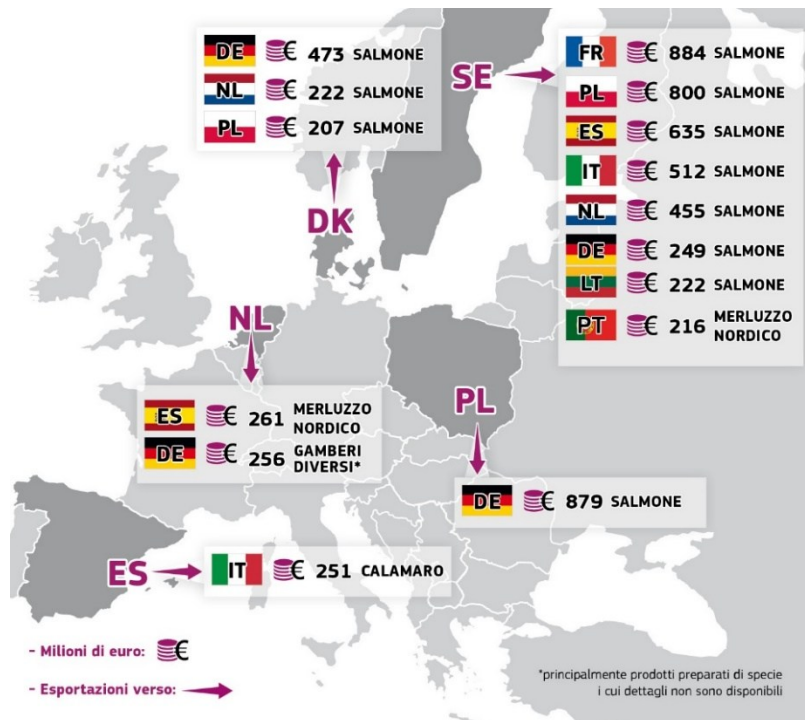 DE € 473 SALMONE
NL € 222 SALMONE
PL € 207 SALMONE
DK
SE
FR € 884 SALMONE
PL € 800 SALMONE
ES € 635 SALMONE
IT € 512 SALMONE
NL € 455 SALMONE
DE € 249 SALMONE
LT € 222 SALMONE
PT € 216 MERLUZZO
NORDICO
NL
ES € 261 MERLUZZO
NORDICO
DE € 256 GAMBERI
DIVERSI*
PL
DE € 879 SALMONE
ES
IT € 251 CALAMARO
- Milioni di euro: €
- Esportazioni verso:
*principalmente prodotti preparati di specie
i cui dettagli non sono disponibili